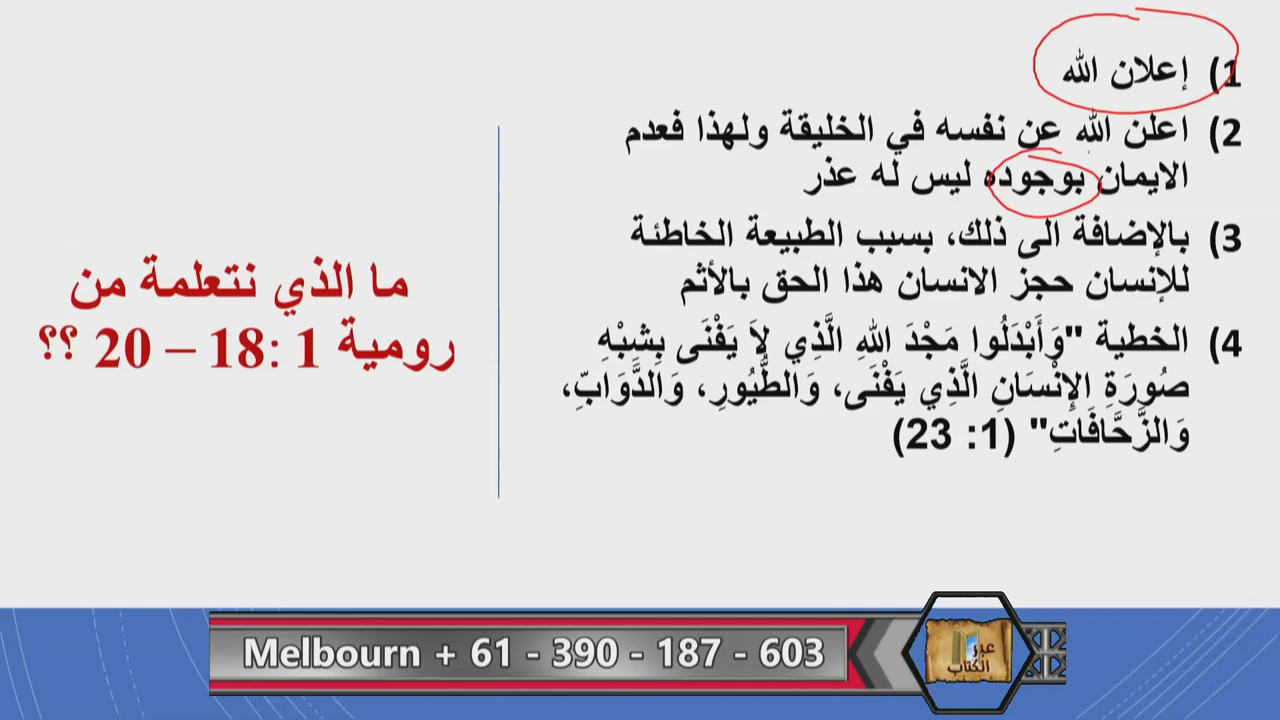 1) إعلان الله
2) اعلن الله عن نفسه في الخليقة ولهذا فعدم
الايمان بوجوده ليس له عذر
3) بالإضافة الى ذلك، بسبب الطبيعة الخاطئة
للإنسان حجز الانسان هذا الحق بالأثم
4) الخطية "وَأَبْدَلُوا مَجْدَ اللهِ الَّذِي لاَ يَفْنَى بِشِبْهِ
صُورَةِ الإِنْسَانِ الَّذِي يَفْنَى، وَالطُّيُورِ، وَالدَّوَابِّ،
وَالزَّحَّافَاتِ" (1: 23)
ما الذي نتعلمة من
رومية 1 :18 – 20 ؟؟
Melbourn + 61 - 390 - 187 - 603
عبر
الكتاب